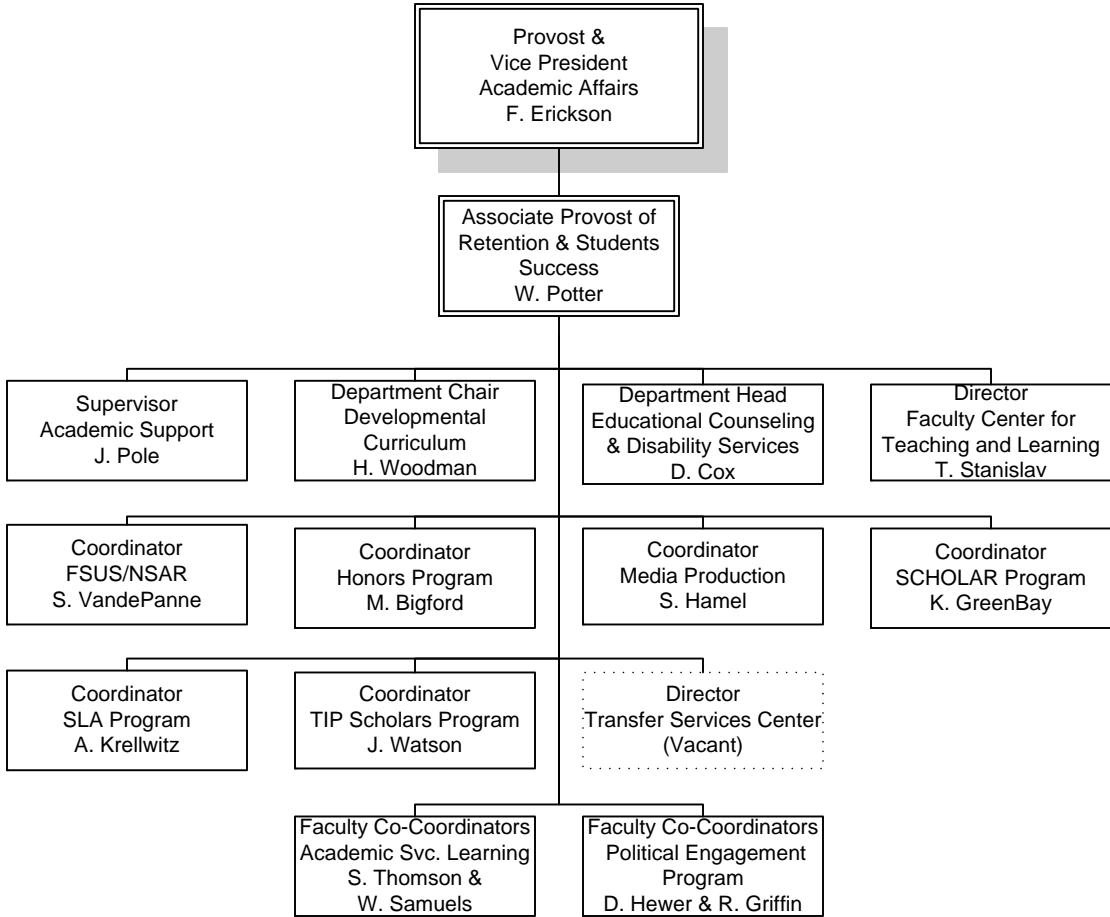 Provost &
Vice President
Academic Affairs
F. Erickson
Associate Provost of
Retention & Students
Success
W. Potter
Supervisor
Academic Support
J. Pole
Department Chair
Developmental
Curriculum
H. Woodman
Department Head
Educational Counseling
& Disability Services
D. Cox
Director
Faculty Center for
Teaching and Learning
T. Stanislav
Coordinator
FSUS/NSAR
S. VandePanne
Coordinator
Honors Program
M. Bigford
Coordinator
Media Production
S. Hamel
Coordinator
SCHOLAR Program
K. GreenBay
Coordinator
SLA Program
A. Krellwitz
Coordinator
TIP Scholars Program
J. Watson
Director
Transfer Services Center
(Vacant)
Faculty Co-Coordinators
Academic Svc. Learning
S. Thomson &
W. Samuels
Faculty Co-Coordinators
Political Engagement
Program
D. Hewer & R. Griffin